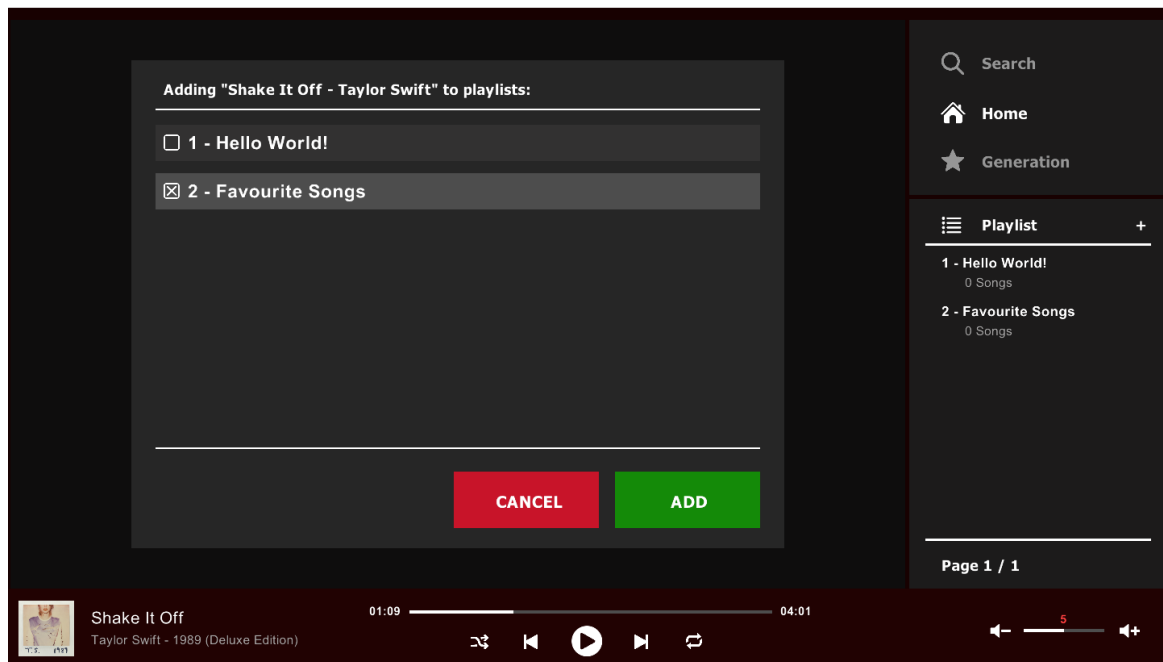 Adding "Shake It Off - Taylor Swift" to playlists:
1 - Hello World!
2 - Favourite Songs
CANCEL
ADD
Search
Home
Generation
Playlist +
1 - Hello World!
0 Songs
2 - Favourite Songs
0 Songs
Page 1 / 1
T.S. 1989
Shake It Off
Taylor Swift - 1989 (Deluxe Edition)
01:09
04:01
5